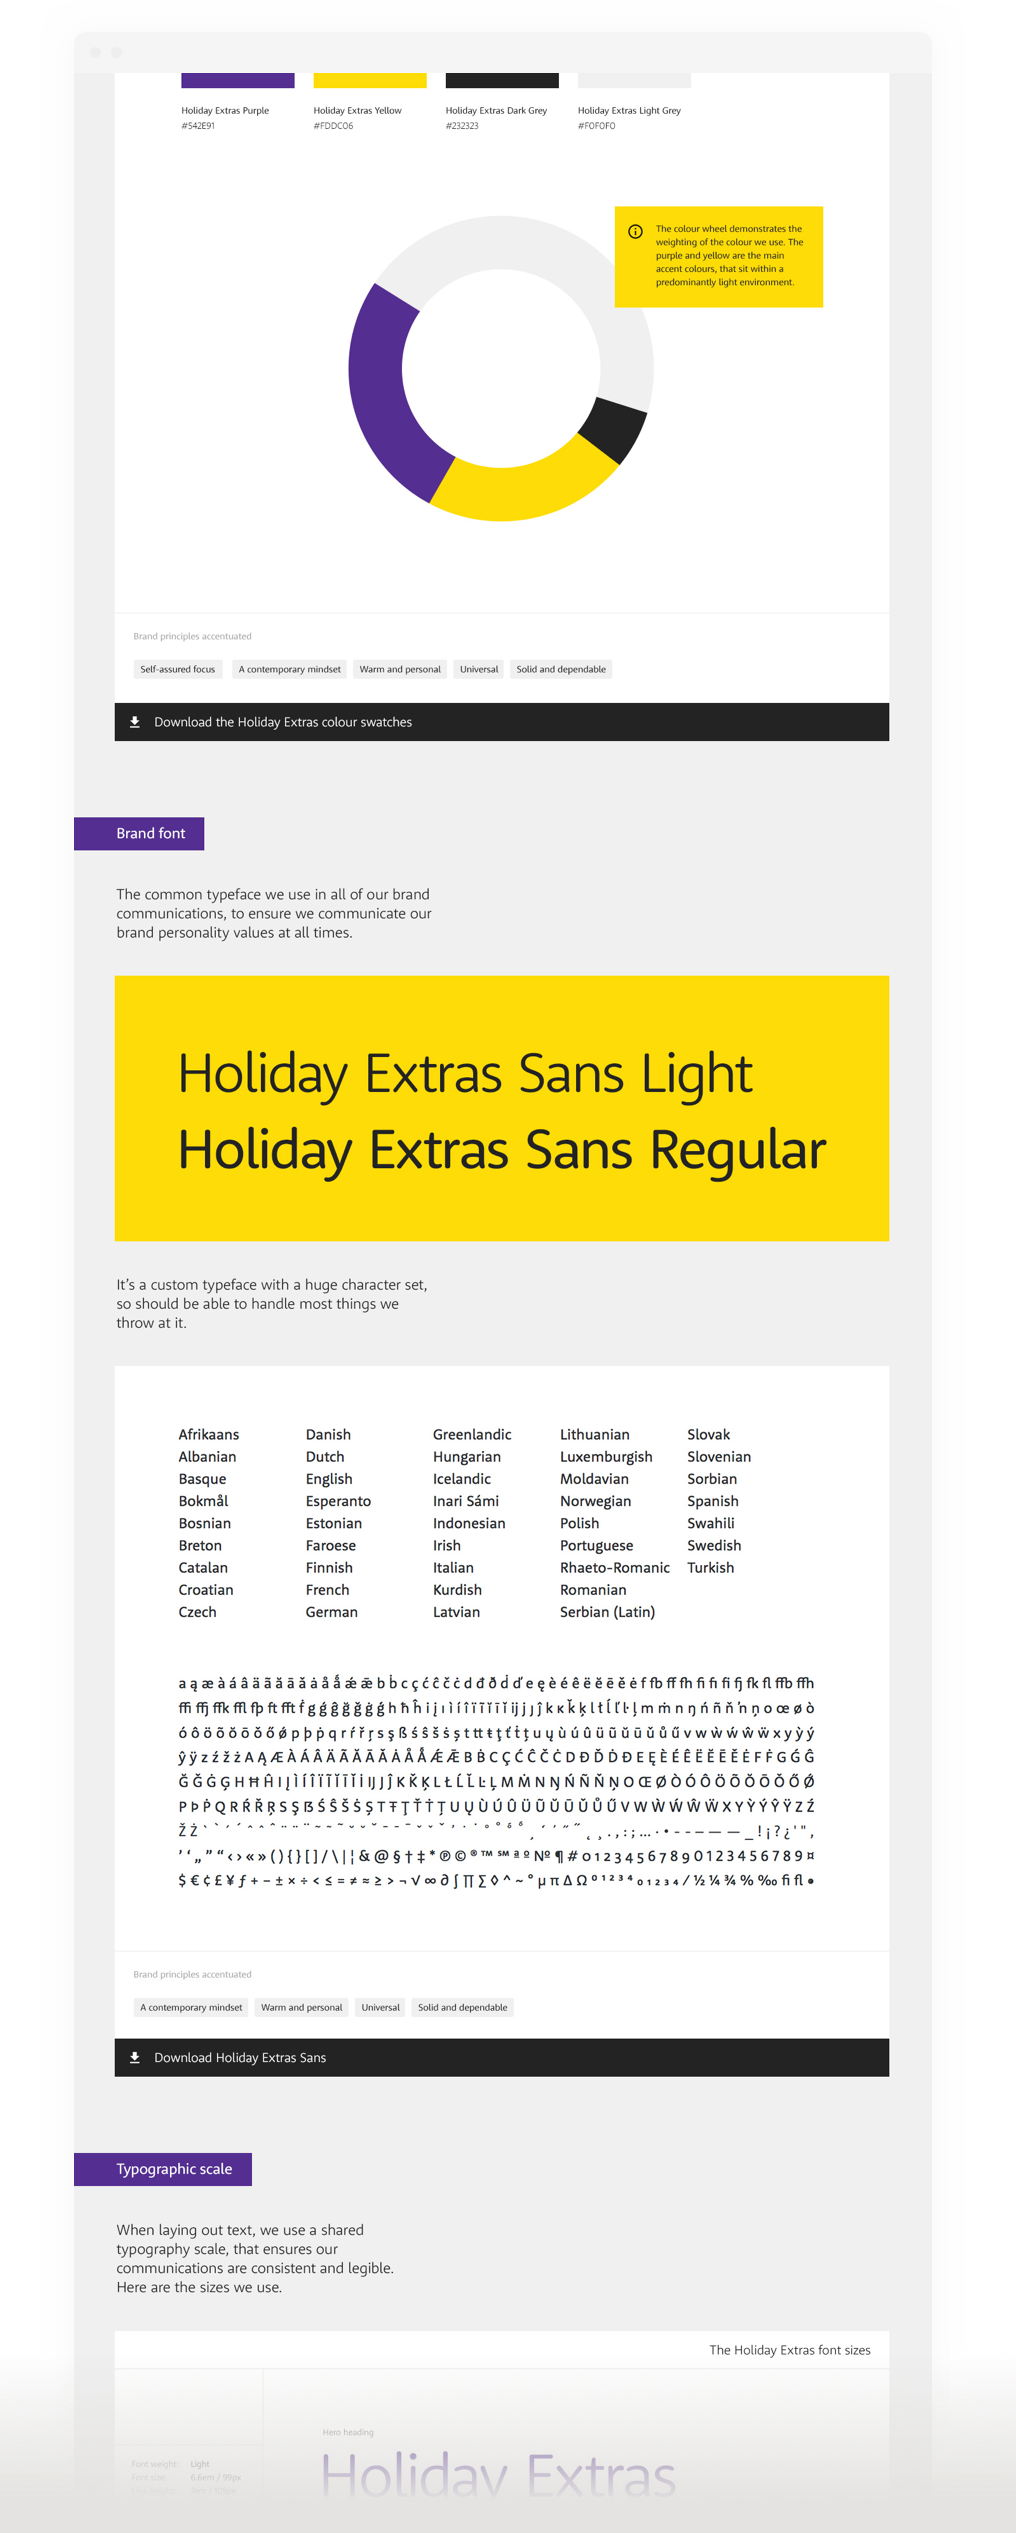 Holiday Extras Purple
#542E91
Holiday Extras Yellow
#FDDC06
Holiday Extras Dark Grey
#232323
Holiday Extras Light Grey
#F0F0F0
The colour wheel demonstrates the
weighting of the colour we use. The
purple and yellow are the main
accent colours, that sit within a
predominantly light environment.
Brand principles accentuated
Self-assured focus
A contemporary mindset
Warm and personal
Universal
Solid and dependable
Download the Holiday Extras colour swatches
Brand font
The common typeface we use in all of our brand
communications, to ensure we communicate our
brand personality values at all times.
Holiday Extras Sans Light
Holiday Extras Sans Regular
It’s a custom typeface with a huge character set,
so should be able to handle most things we
throw at it.
Afrikaans
Albanian
Basque
Bokmål
Bosnian
Breton
Catalan
Croatian
Czech
Danish
Dutch
English
Esperanto
Estonian
Faroese
Finnish
French
German
Greenlandic
Hungarian
Icelandic
Inari Sámi
Indonesian
Irish
Italian
Kurdish
Latvian
Lithuanian
Luxemburgish
Moldavian
Norwegian
Polish
Portuguese
Rhaeto-Romanic
Romanian
Serbian (Latin)
Slovak
Slovenian
Sorbian
Spanish
Swahili
Swedish
Turkish
Brand principles accentuated
A contemporary mindset
Warm and personal
Universal
Solid and dependable
Download Holiday Extras Sans
Typographic scale
When laying out text, we use a shared
typography scale, that ensures our
communications are consistent and legible.
Here are the sizes we use.
The Holiday Extras font sizes
Hero heading
Holiday Extras
Font weight: Light
Font size: 6.6em / 99px